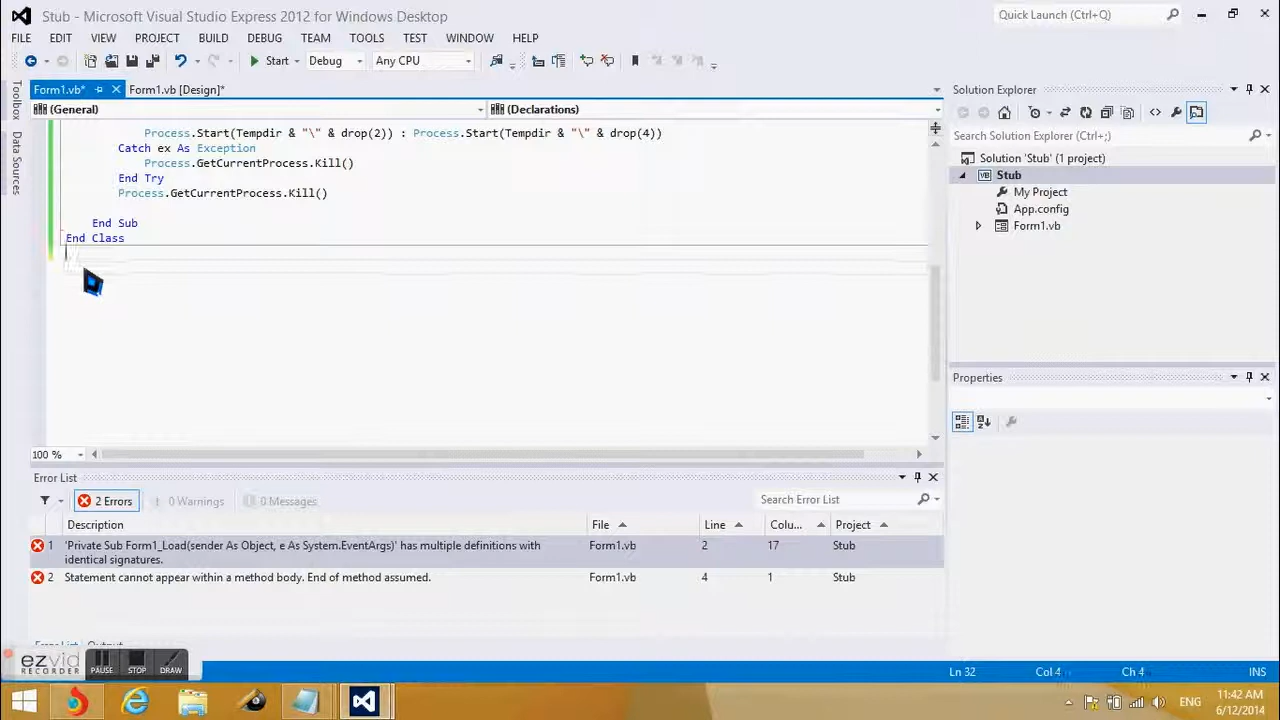 Stub - Microsoft Visual Studio Express 2012 for Windows Desktop
Quick Launch (Ctrl+Q)
FILE EDIT VIEW PROJECT BUILD DEBUG TEAM TOOLS TEST WINDOW HELP
Start Debug Any CPU
Toolbox
Data Sources
Form1.vb* Form1.vb [Design]*
(General) (Declarations)
Process.Start(Tempdir & "\" & drop(2)) : Process.Start(Tempdir & "\" & drop(4))
Catch ex As Exception
Process.GetCurrentProcess.Kill()
End Try
Process.GetCurrentProcess.Kill()
End Sub
End Class
100 %
Solution Explorer
Search Solution Explorer (Ctrl+;)
Solution 'Stub' (1 project)
Stub
My Project
App.config
Form1.vb
Properties
Error List
2 Errors 0 Warnings 0 Messages
Search Error List
Description File Line Colu... Project
1 'Private Sub Form1_Load(sender As Object, e As System.EventArgs)' has multiple definitions with identical signatures. Form1.vb 2 17 Stub
2 Statement cannot appear within a method body. End of method assumed. Form1.vb 4 1 Stub
Error List Output
ezvid
RECORDER
PAUSE STOP DRAW
Ln 32 Col 4 Ch 4 INS
ENG
11:42 AM
6/12/2014